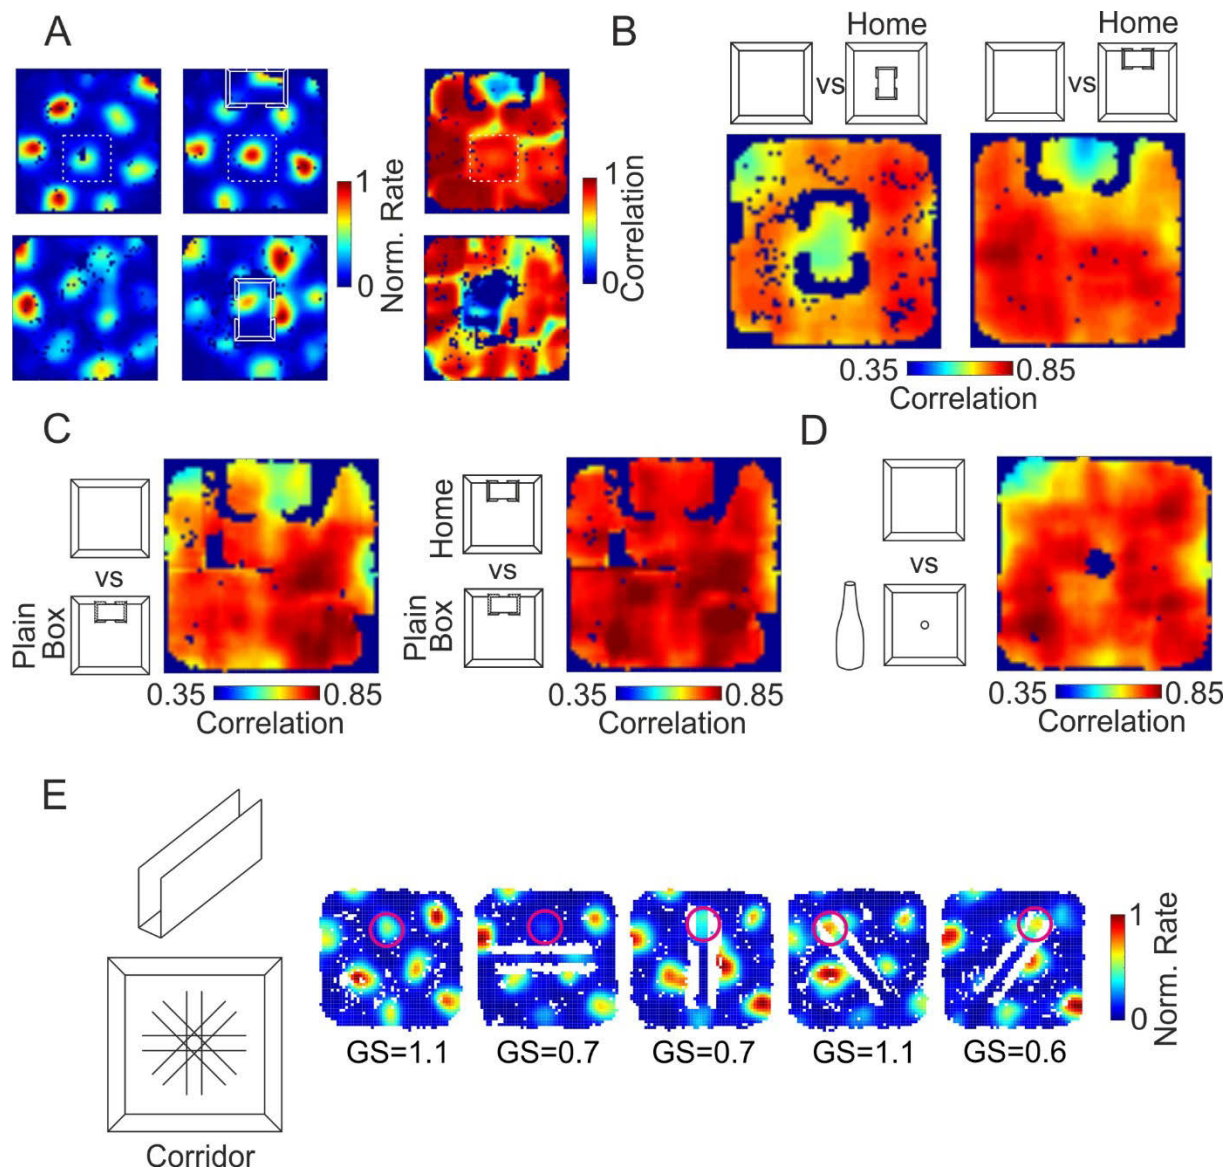 A
1
0
Norm. Rate
1
0
Correlation
B
Home
Home
vs
vs
0.35
0.85
Correlation
C
vs
Plain
Box
0.35
0.85
Correlation
Home
vs
Plain
Box
0.35
0.85
Correlation
D
vs
0.35
0.85
Correlation
E
Corridor
GS=1.1
GS=0.7
GS=0.7
GS=1.1
GS=0.6
1
0
Norm. Rate